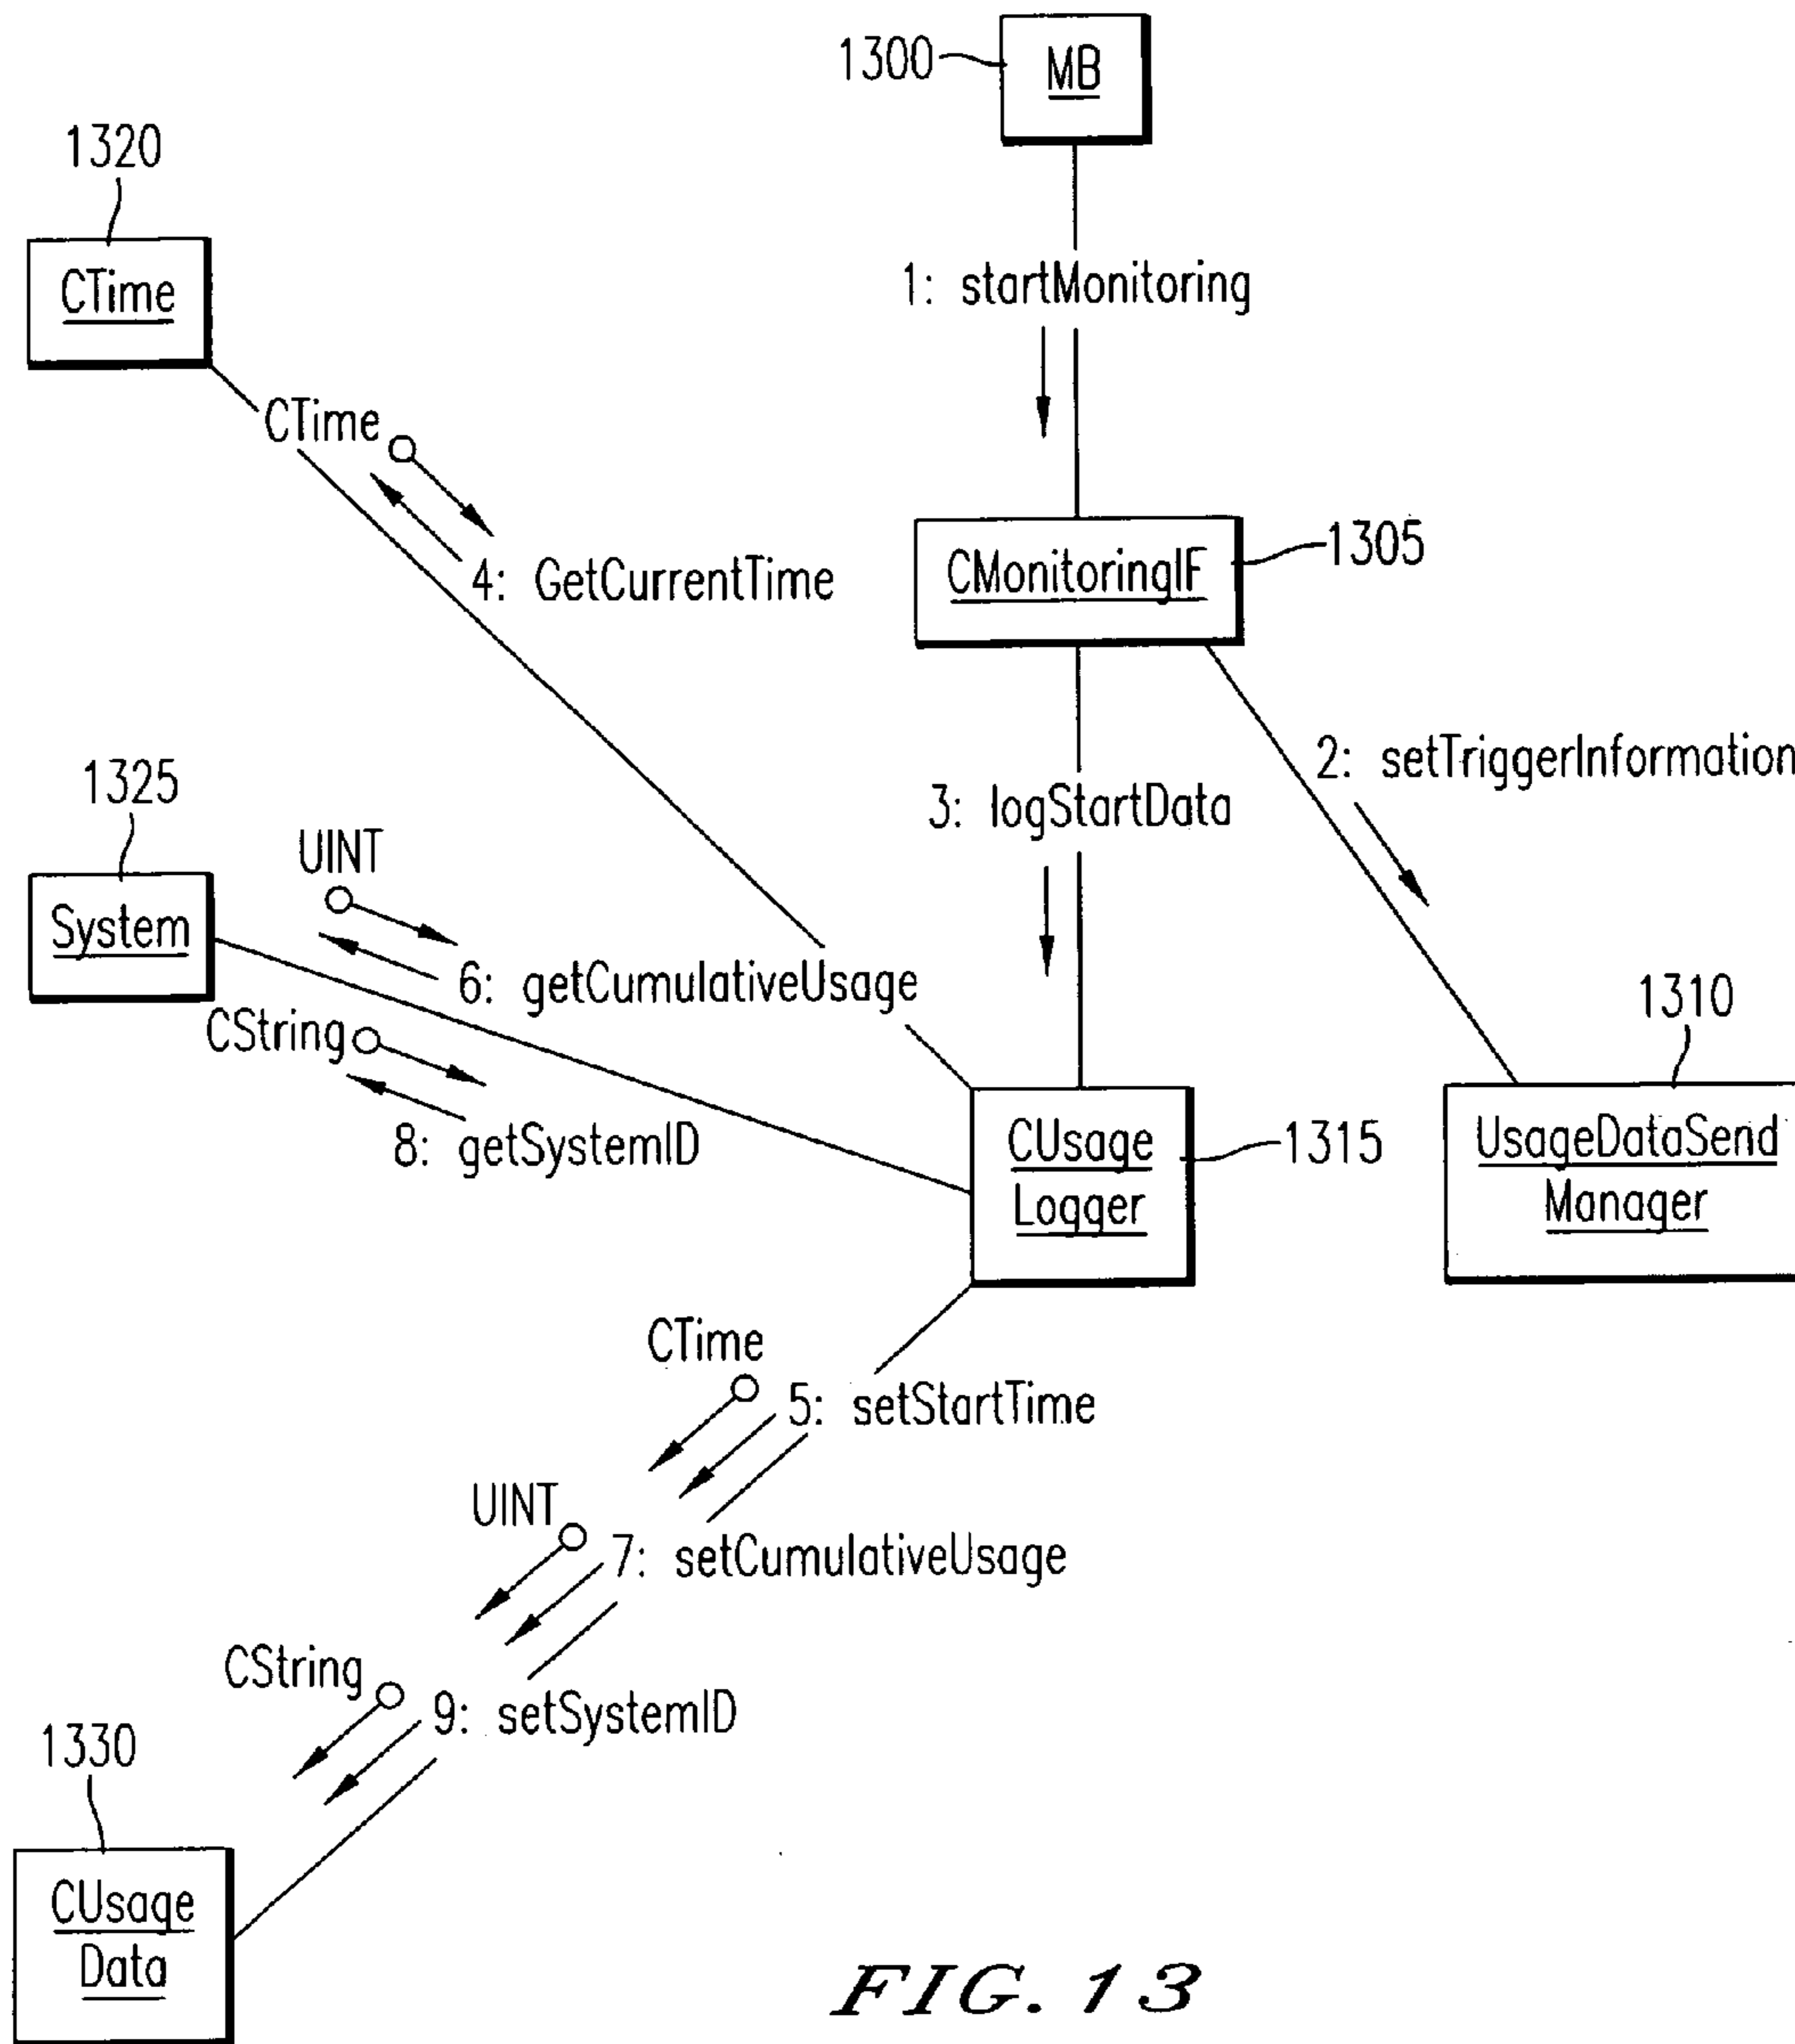 1300
MB
1320
CTime
1: startMonitoring
CTime
4: GetCurrentTime
CMonitoringIF
1305
2: setTriggerInformation
3: logStartData
1325
UINT
System
6: getCumulativeUsage
CString
8: getSystemID
1310
CUsage
Logger
1315
UsageDataSend
Manager
CTime
5: setStartTime
UINT
7: setCumulativeUsage
CString
9: setSystemID
1330
CUsage
Data
FIG. 13